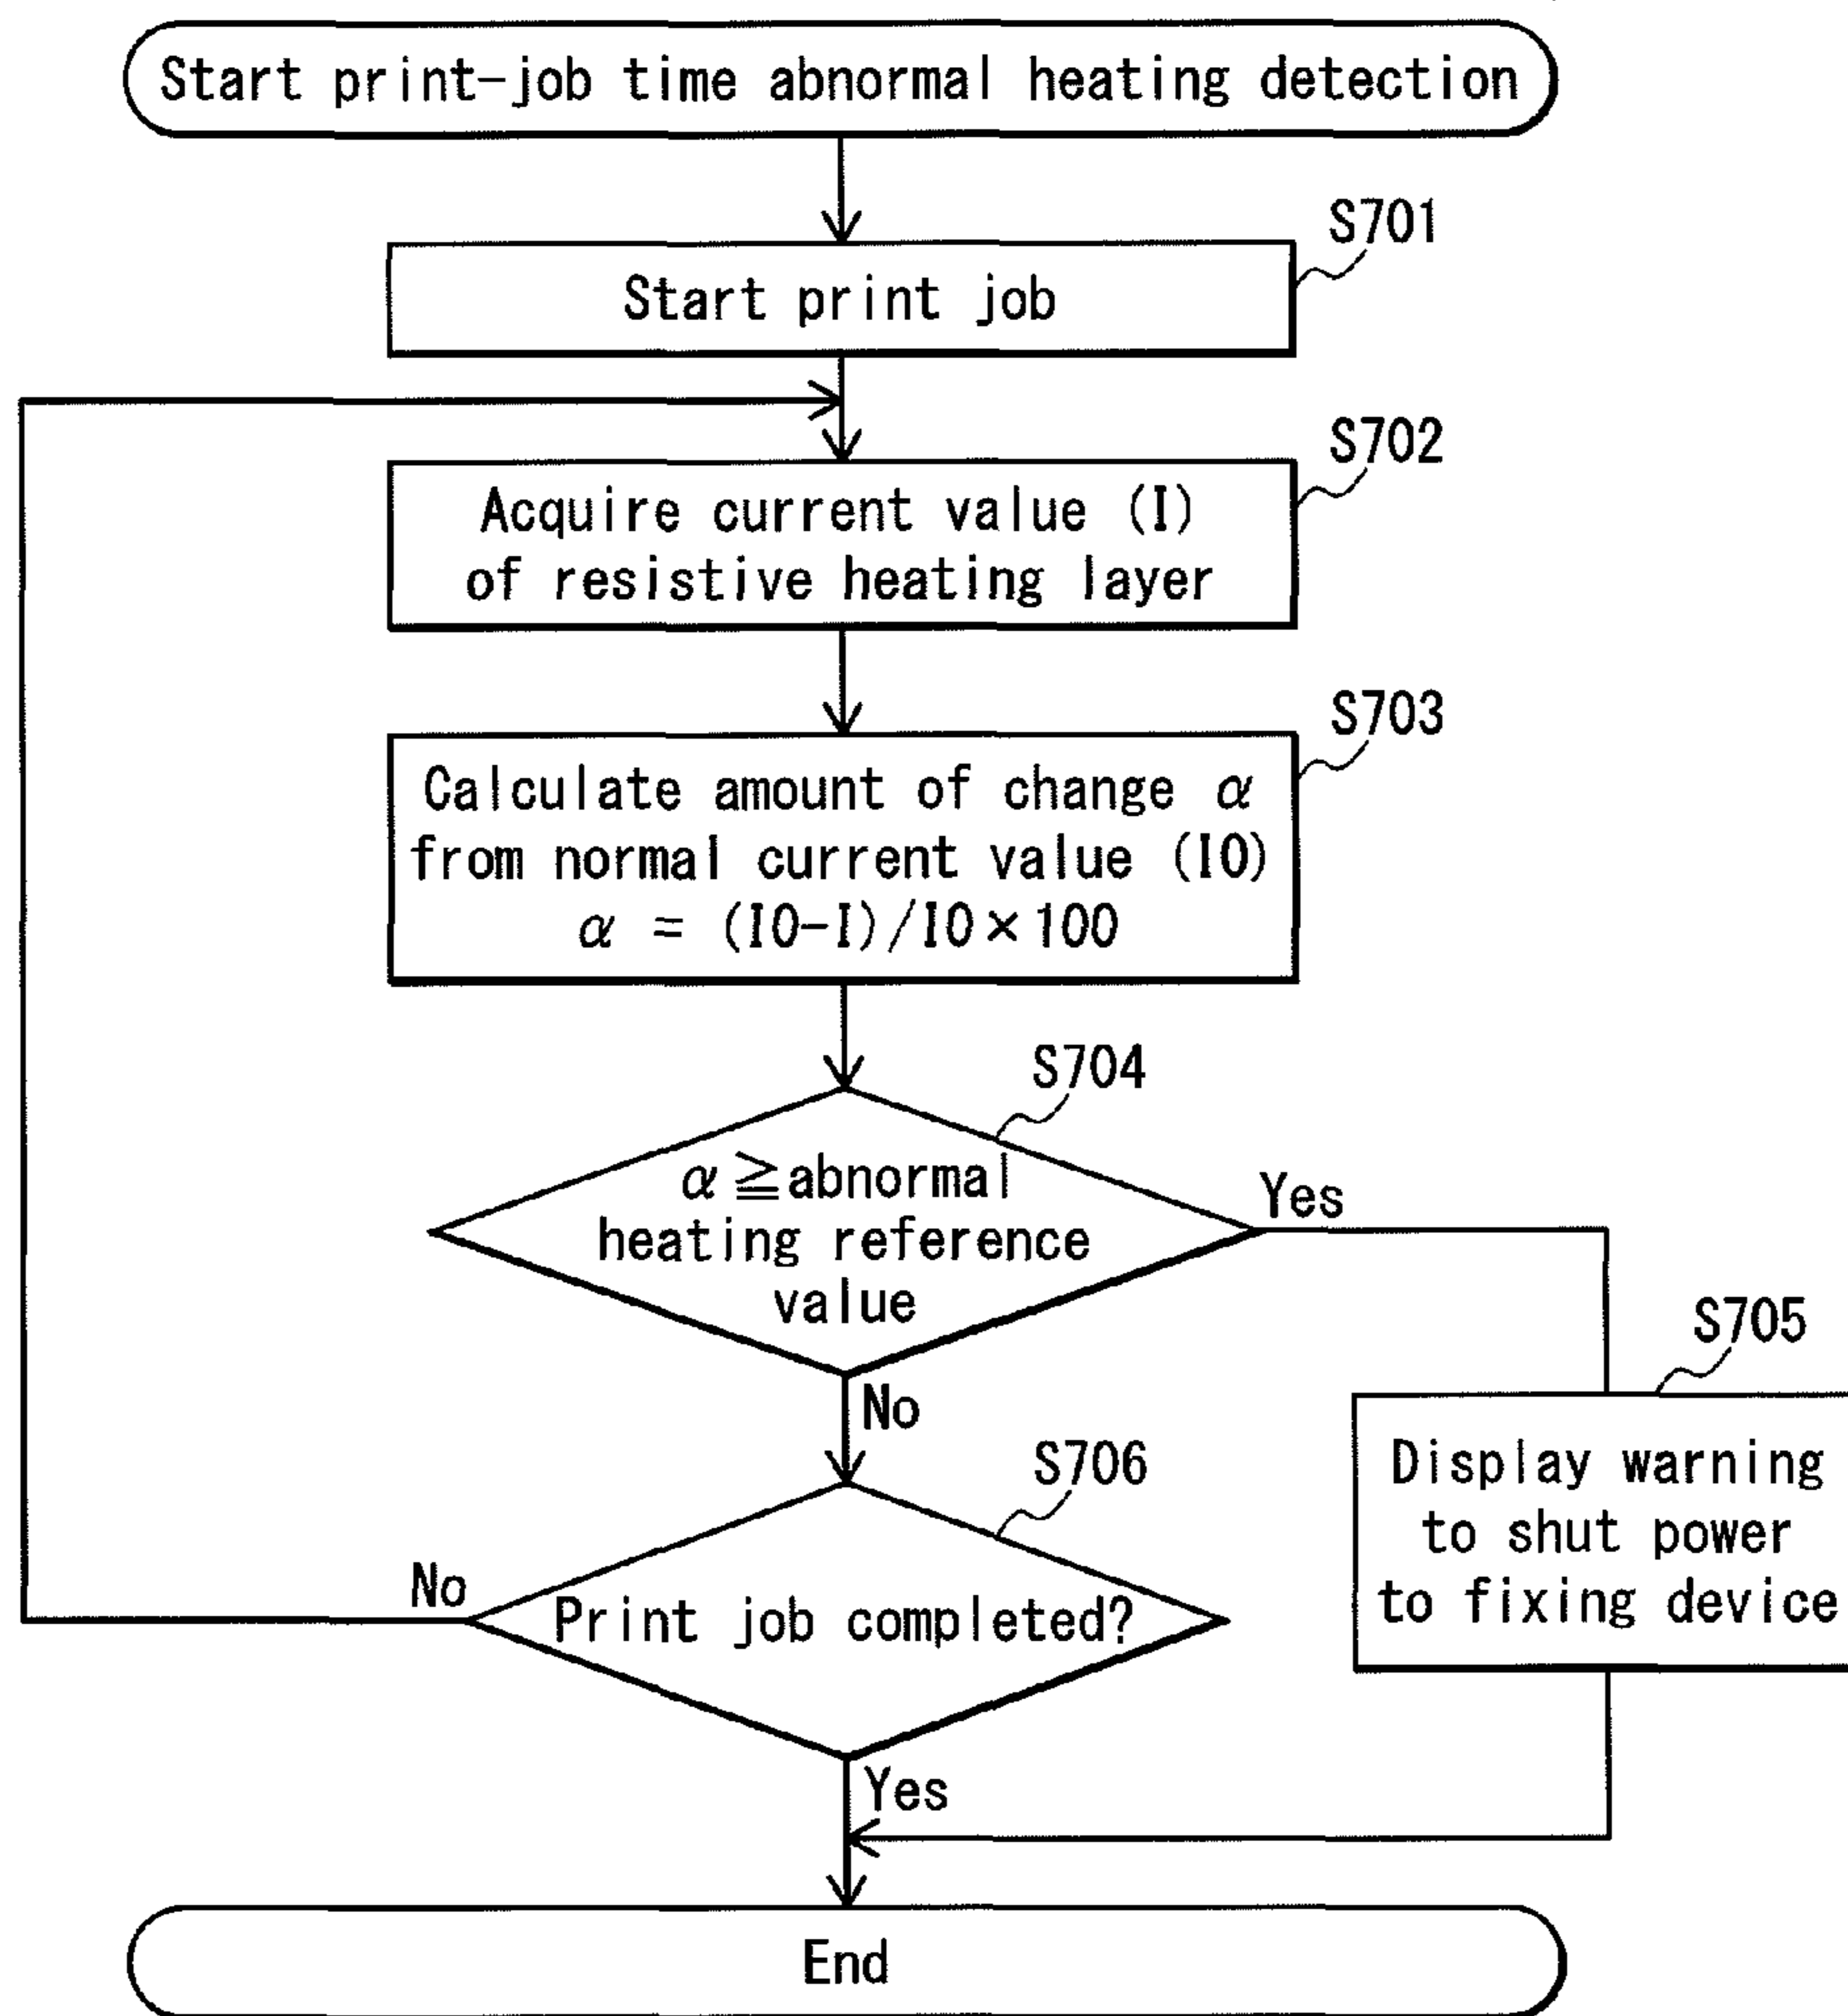 Start print-job time abnormal heating detection
S701
Start print job
S702
Acquire current value (I)
of resistive heating layer
S703
Calculate amount of change α
from normal current value (I0)
α = (I0-I)/I0×100
S704
α≧abnormal
heating reference
value
Yes
No
S705
Display warning
to shut power
to fixing device
S706
Print job completed?
No
Yes
End